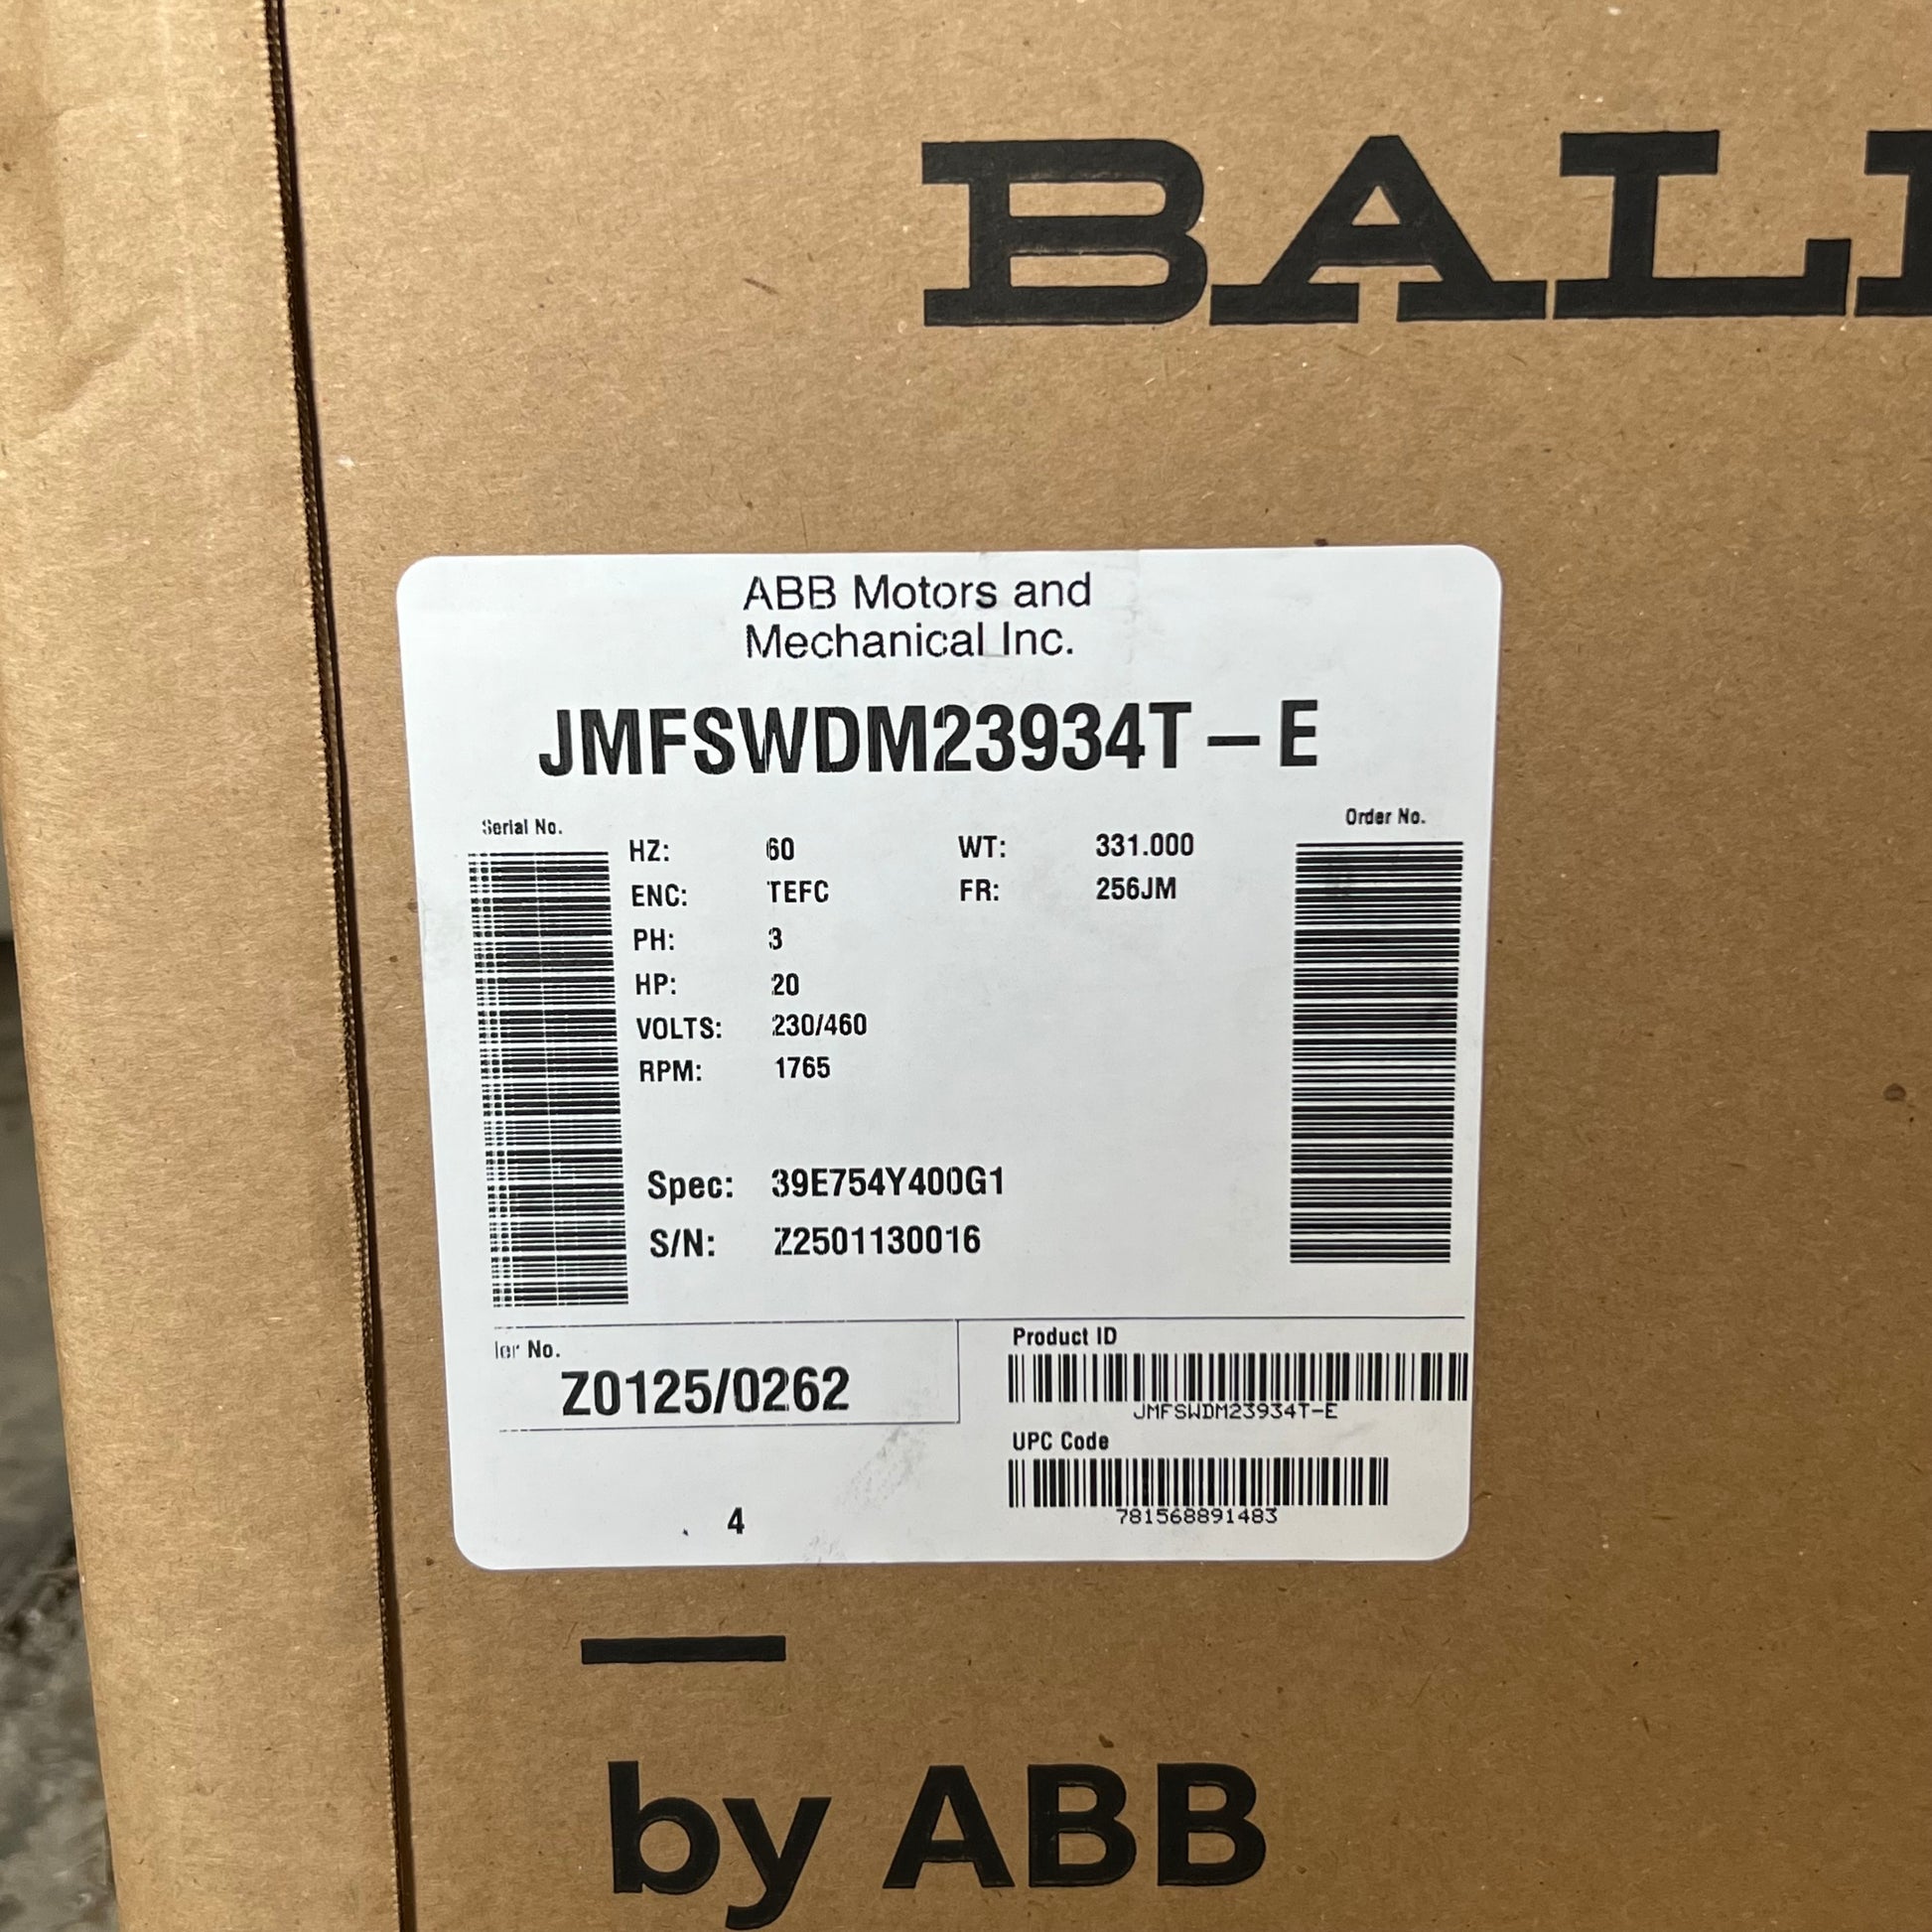 BAL
ABB Motors and
Mechanical Inc.
JMFSWDM23934T-E
Serial No.
Order No.
HZ: 60 WT: 331.000
ENC: TEFC FR: 256JM
PH: 3
HP: 20
VOLTS: 230/460
RPM: 1765
Spec: 39E754Y400G1
S/N: Z2501130016
No.
Z0125/0262
Product ID
JMFSWDM23934T-E
UPC Code
781568891483
4
by ABB